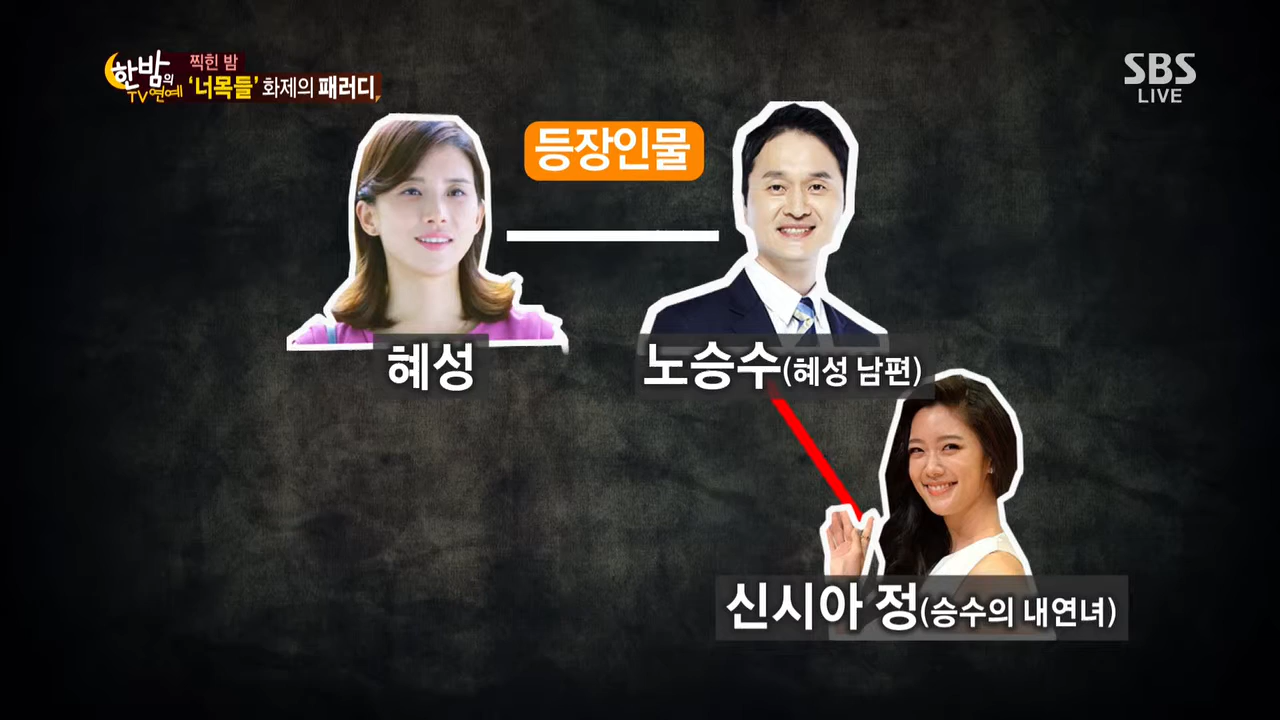 한밤의
TV연예
찍힌 밤
'너목들' 화제의 패러디
SBS
LIVE
등장인물
혜성
노승수(혜성 남편)
신시아 정(승수의 내연녀)